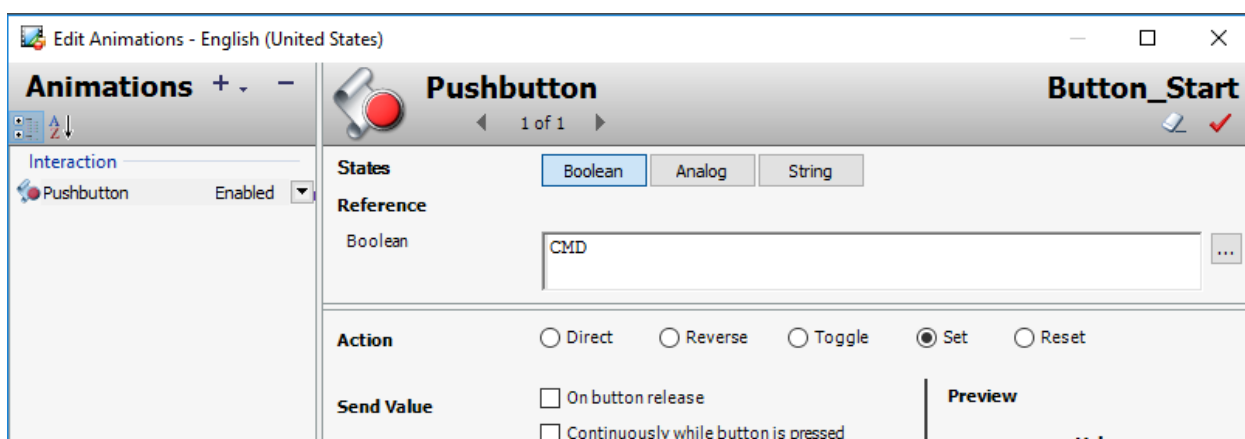 Edit Animations - English (United States)
Animations
Pushbutton
Button_Start
1 of 1
A
Z
Interaction
Pushbutton Enabled
States Boolean Analog String
Reference
Boolean CMD ...
Action Direct Reverse Toggle Set Reset
Send Value On button release Preview
Continuously while button is pressed